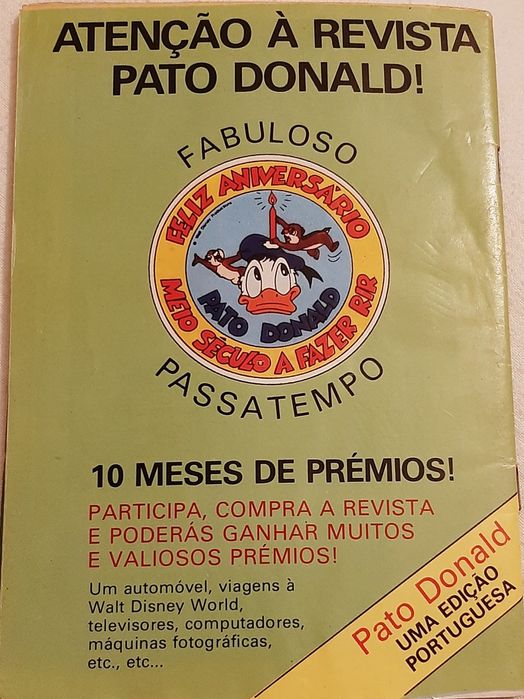 ATENÇÃO À REVISTA
PATO DONALD!
FABULOSO
FELIZ ANIVERSÁRIO
PATO DONALD
MEIO SÉCULO A FAZER RIR
PASSATEMPO
10 MESES DE PRÉMIOS!
PARTICIPA, COMPRA A REVISTA
E PODERÁS GANHAR MUITOS
E VALIOSOS PRÉMIOS!
Um automóvel, viagens à
Walt Disney World,
televisores, computadores,
máquinas fotográficas,
etc., etc...
Pato Donald
UMA EDIÇÃO
PORTUGUESA